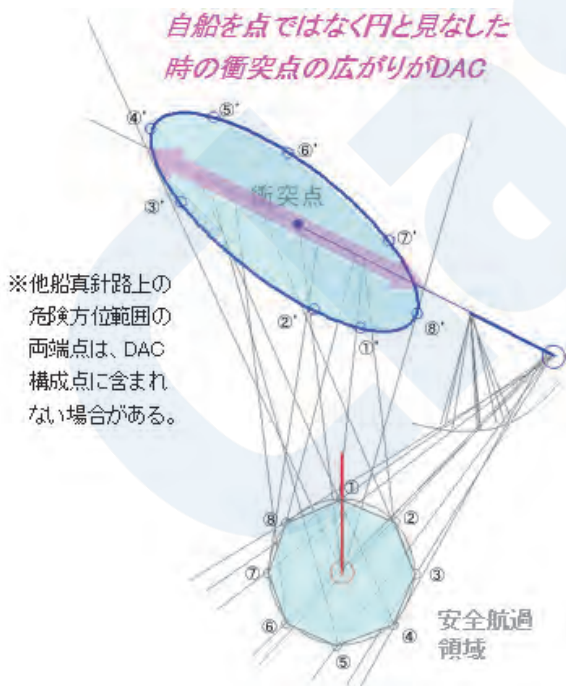 自船を点ではなく円と見なした
時の衝突点の広がりがDAC
⑤'
④'
⑥'
衝突点
③'
⑦'
②'
①'
⑧'
※他船真針路上の
危険方位範囲の
両端点は、DAC
構成点に含まれ
ない場合がある。
①
⑧
②
⑦
③
⑥
④
⑤
安全航過
領域